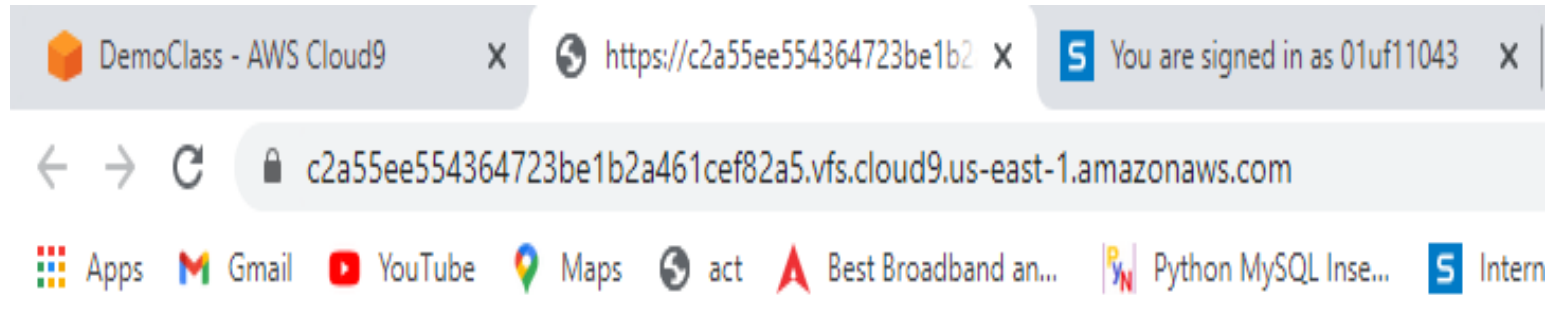 DemoClass - AWS Cloud9 https://c2a55ee554364723be1b2 You are signed in as 01uf11043
c2a55ee554364723be1b2a461cef82a5.vfs.cloud9.us-east-1.amazonaws.com
Apps Gmail YouTube Maps act Best Broadband an... Python MySQL Inse... Intern